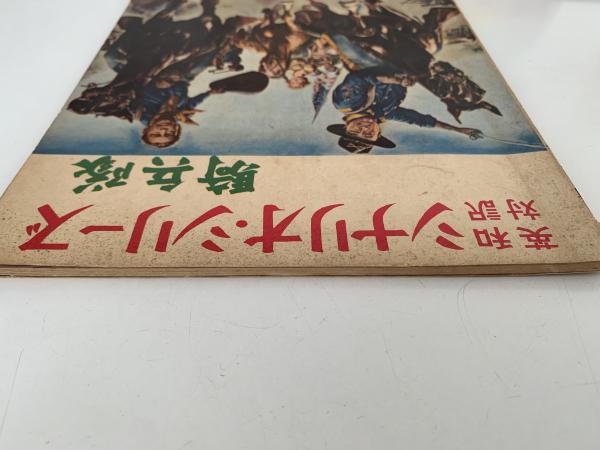 英和
対訳
シナリオ・シリーズ
騎兵隊